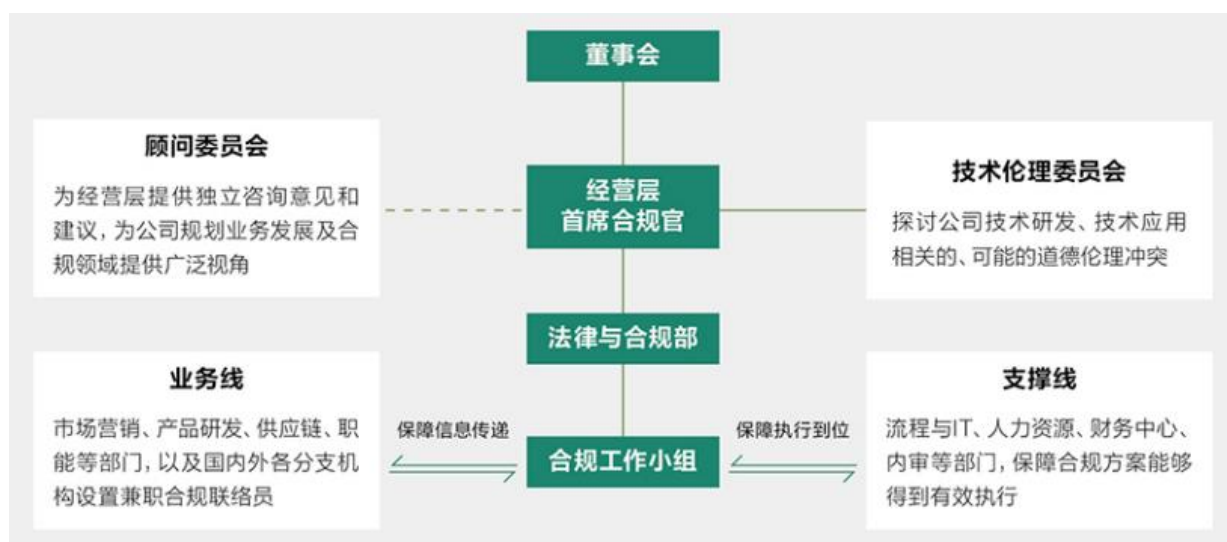 董事会
顾问委员会
为经营层提供独立咨询意见和
建议，为公司规划业务发展及合
规领域提供广泛视角
经营层
首席合规官
技术伦理委员会
探讨公司技术研发、技术应用
相关的、可能的道德伦理冲突
法律与合规部
业务线
市场营销、产品研发、供应链、职
能等部门，以及国内外各分支机
构设置兼职合规联络员
保障信息传递
合规工作小组
保障执行到位
支撑线
流程与IT、人力资源、财务中心、
内审等部门，保障合规方案能够
得到有效执行